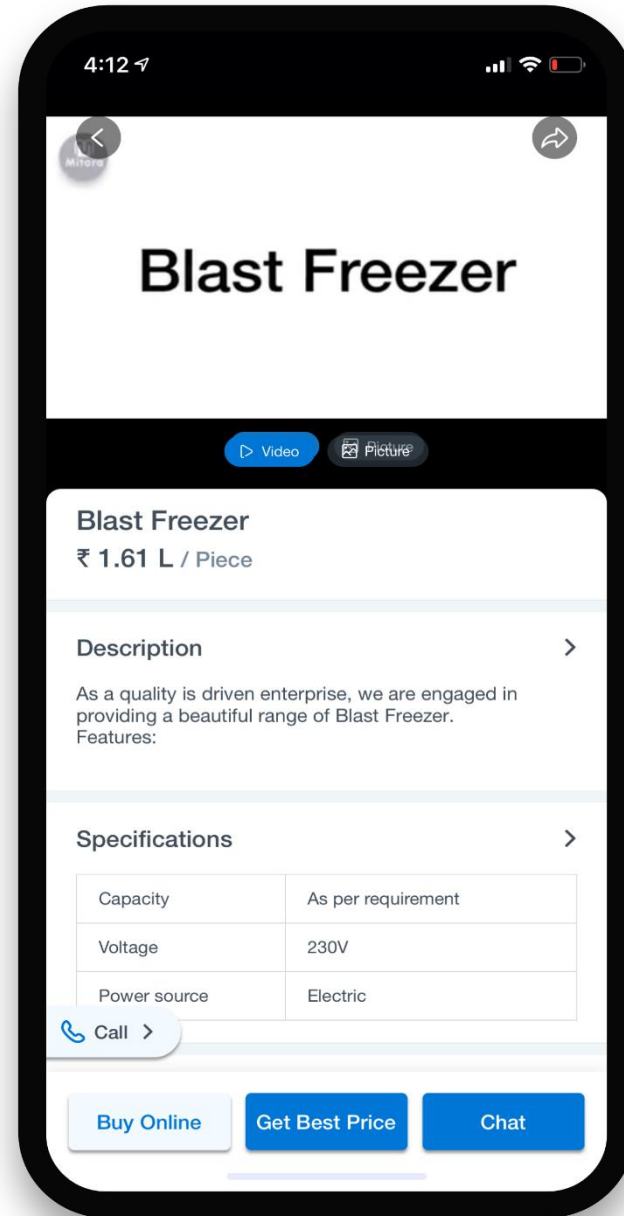 4:12
Mitora
Blast Freezer
Video
Picture
Blast Freezer
₹ 1.61 L / Piece
Description
As a quality is driven enterprise, we are engaged in
providing a beautiful range of Blast Freezer.
Features:
Specifications
Capacity As per requirement
Voltage 230V
Power source Electric
Call
Buy Online Get Best Price Chat